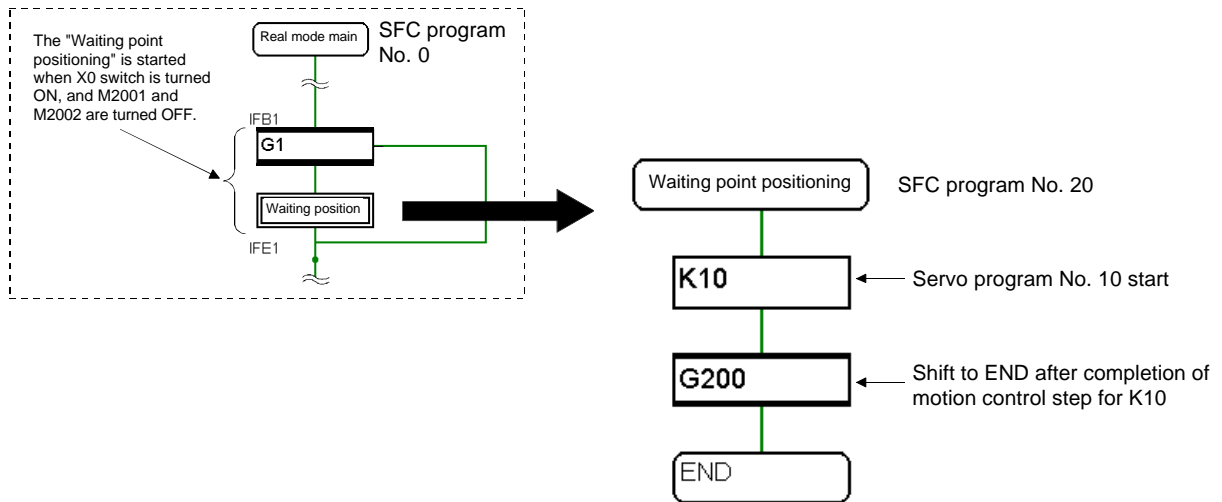 The "Waiting point
positioning" is started
when X0 switch is turned
ON, and M2001 and
M2002 are turned OFF.
Real mode main
SFC program
No. 0
IFB1
G1
Waiting position
IFE1
Waiting point positioning
SFC program No. 20
K10
Servo program No. 10 start
G200
Shift to END after completion of
motion control step for K10
END